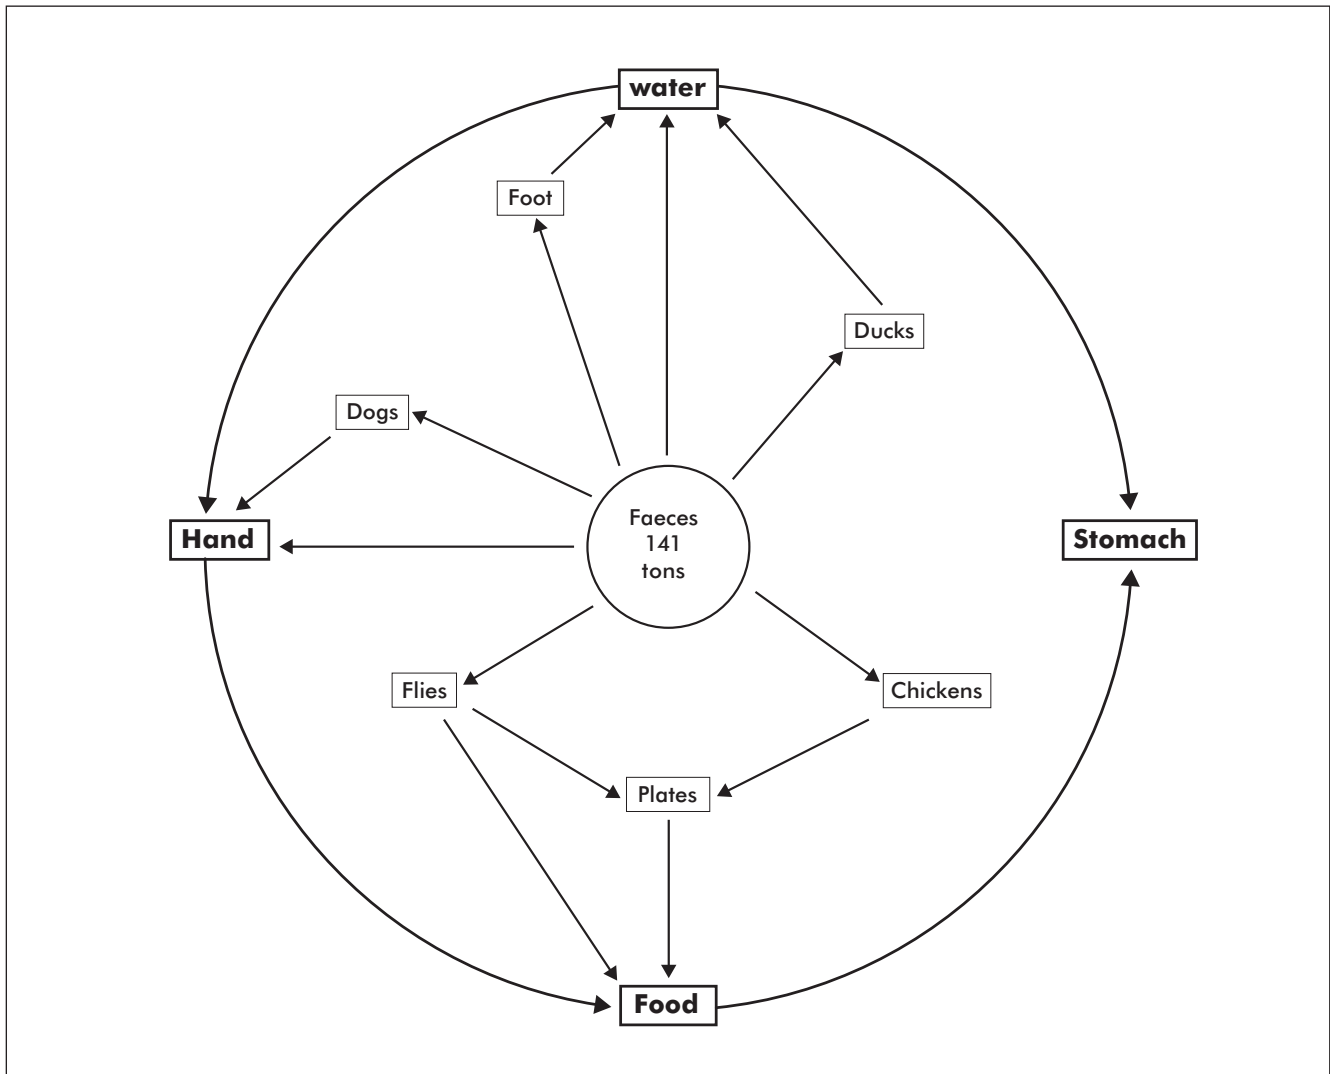 water
Foot
Ducks
Dogs
Hand
Faeces
141
tons
Stomach
Flies
Chickens
Plates
Food